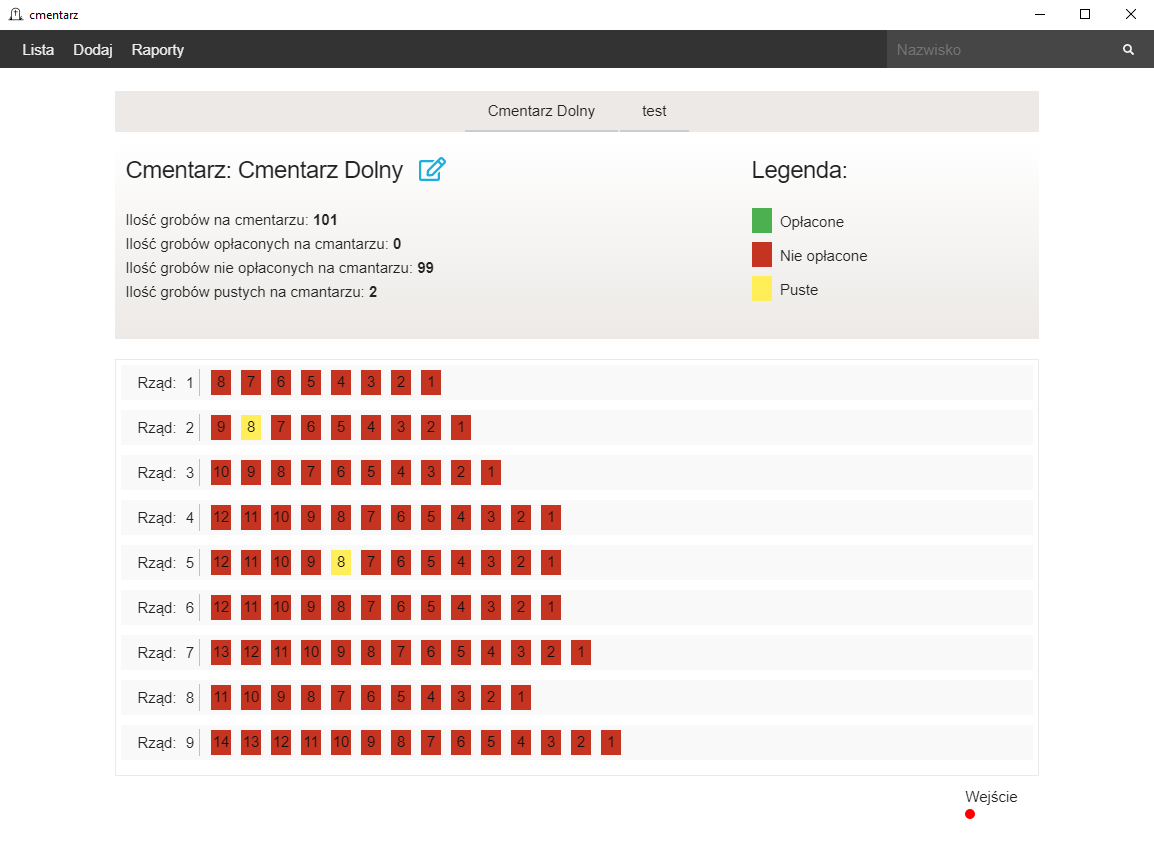 cmentarz
Lista Dodaj Raporty Nazwisko
Cmentarz Dolny test
Cmentarz: Cmentarz Dolny
Ilość grobów na cmentarzu: 101
Ilość grobów opłaconych na cmantarzu: 0
Ilość grobów nie opłaconych na cmantarzu: 99
Ilość grobów pustych na cmantarzu: 2
Legenda:
Opłacone
Nie opłacone
Puste
Rząd: 1 8 7 6 5 4 3 2 1
Rząd: 2 9 8 7 6 5 4 3 2 1
Rząd: 3 10 9 8 7 6 5 4 3 2 1
Rząd: 4 12 11 10 9 8 7 6 5 4 3 2 1
Rząd: 5 12 11 10 9 8 7 6 5 4 3 2 1
Rząd: 6 12 11 10 9 8 7 6 5 4 3 2 1
Rząd: 7 13 12 11 10 9 8 7 6 5 4 3 2 1
Rząd: 8 11 10 9 8 7 6 5 4 3 2 1
Rząd: 9 14 13 12 11 10 9 8 7 6 5 4 3 2 1
Wejście